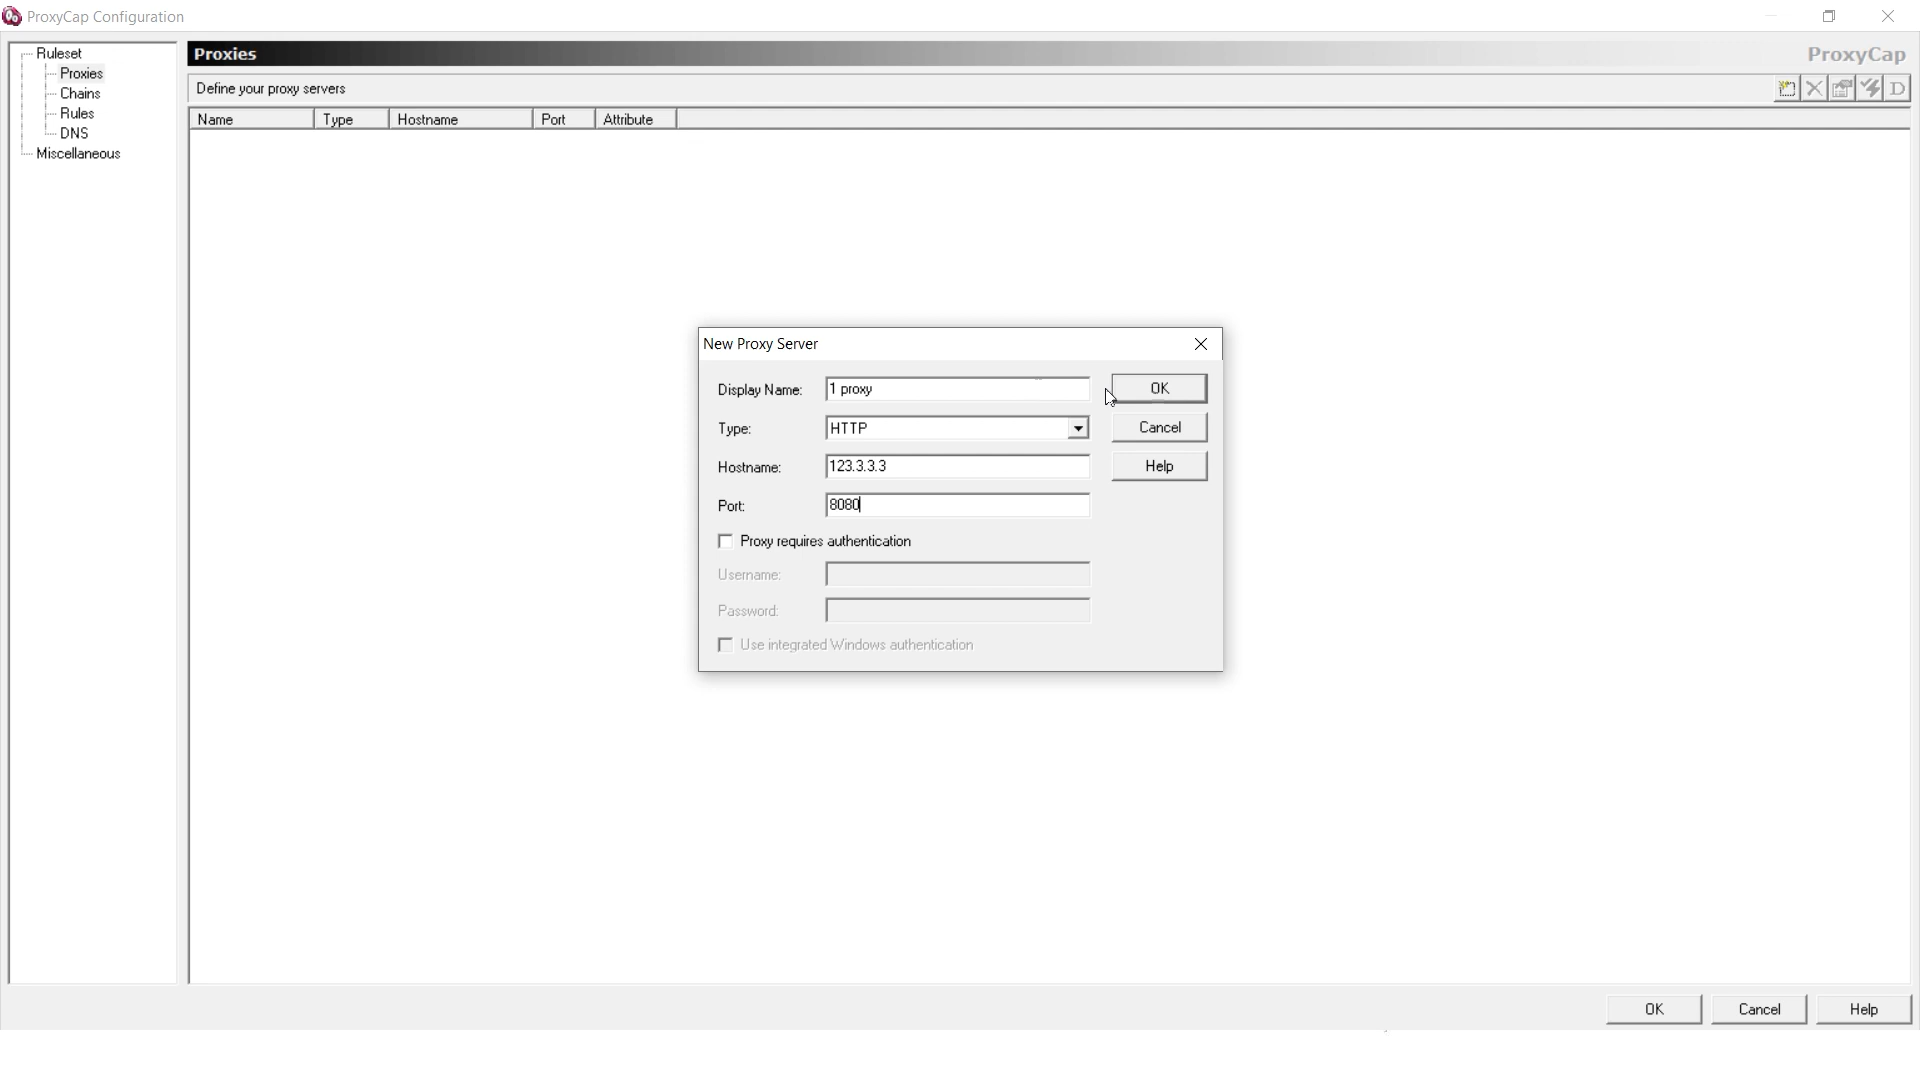 ProxyCap Configuration
Ruleset
Proxies
Chains
Rules
DNS
Miscellaneous
Proxies
ProxyCap
Define your proxy servers
D
Name Type Hostname Port Attribute
New Proxy Server
Display Name: 1 proxy OK
Type: HTTP Cancel
Hostname: 123.3.3.3 Help
Port: 8080
Proxy requires authentication
Username:
Password:
Use integrated Windows authentication
OK Cancel Help